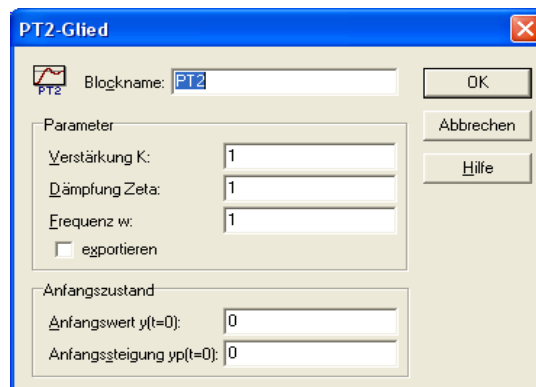 PT2-Glied
PT2
Blockname: PT2
OK
Abbrechen
Hilfe
Parameter
Verstärkung K: 1
Dämpfung Zeta: 1
Frequenz w: 1
exportieren
Anfangszustand
Anfangswert y(t=0): 0
Anfangssteigung yp(t=0): 0